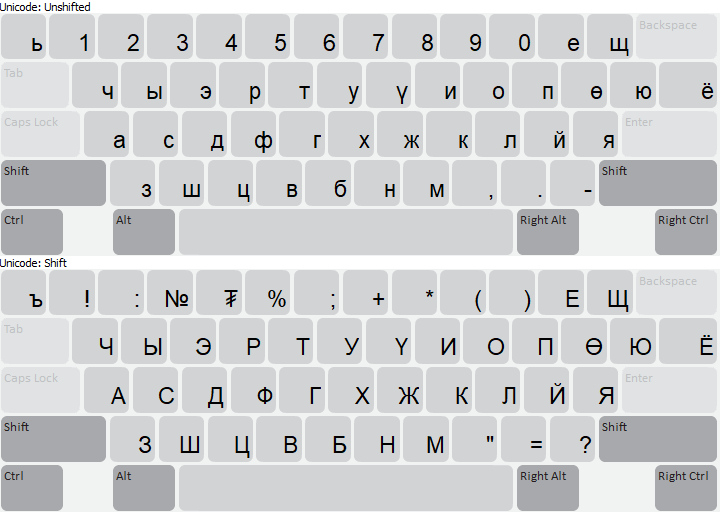 Unicode: Unshifted
ь 1 2 3 4 5 6 7 8 9 0 е щ Backspace
Tab ч ы э р т у ү и о п ө ю ё
Caps Lock а с д ф г х ж к л й я Enter
Shift з ш ц в б н м , . - Shift
Ctrl Alt Right Alt Right Ctrl
Unicode: Shift
ъ ! : № ₮ % ; + * ( ) Е Щ Backspace
Tab Ч Ы Э Р Т У Ү И О П Ө Ю Ё
Caps Lock А С Д Ф Г Х Ж К Л Й Я Enter
Shift З Ш Ц В Б Н М " = ? Shift
Ctrl Alt Right Alt Right Ctrl